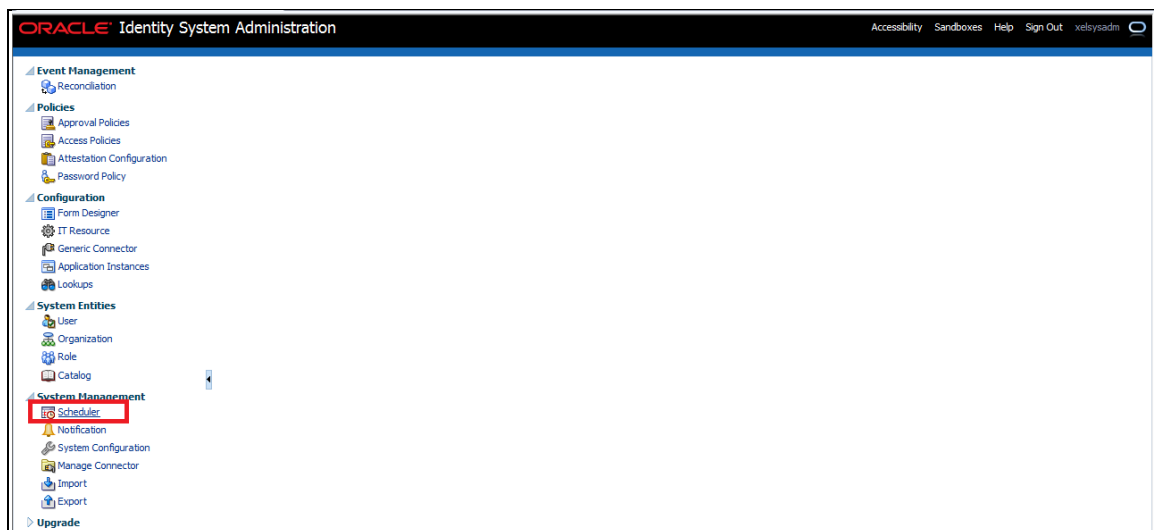 ORACLE Identity System Administration
Accessibility Sandboxes Help Sign Out xelsysadm
Event Management
Reconciliation
Policies
Approval Policies
Access Policies
Attestation Configuration
Password Policy
Configuration
Form Designer
IT Resource
Generic Connector
Application Instances
Lookups
System Entities
User
Organization
Role
Catalog
System Management
Scheduler
Notification
System Configuration
Manage Connector
Import
Export
Upgrade